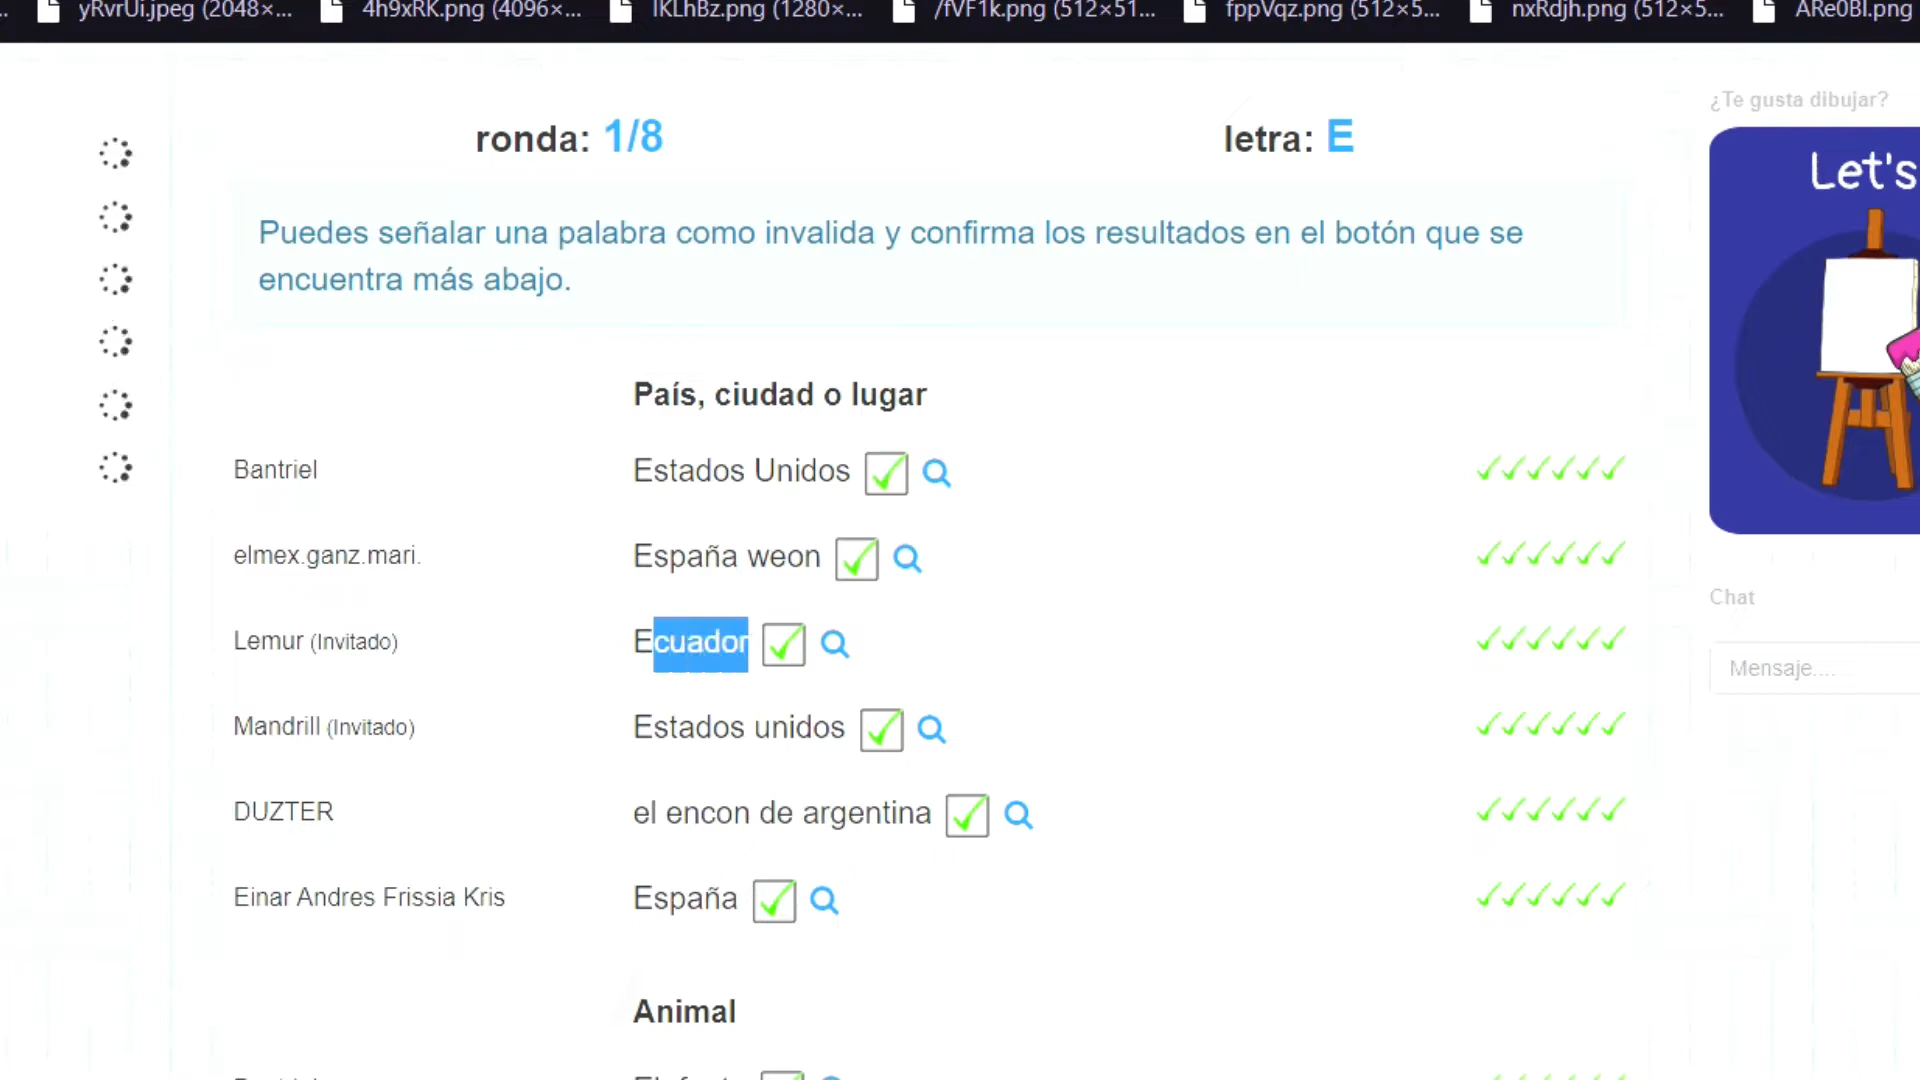 yRvrUi.jpeg (2048×... 4h9xRK.png (4096×... IKLhBz.png (1280×... /fVF1k.png (512×51... fppVqz.png (512×5... nxRdjh.png (512×5... ARe0Bl.png
¿Te gusta dibujar?
ronda: 1/8 letra: E
Let's
Puedes señalar una palabra como invalida y confirma los resultados en el botón que se
encuentra más abajo.
País, ciudad o lugar
Bantriel Estados Unidos
elmex.ganz.mari. España weon
Chat
Lemur (Invitado) Ecuador
Mensaje....
Mandrill (Invitado) Estados unidos
DUZTER el encon de argentina
Einar Andres Frissia Kris España
Animal